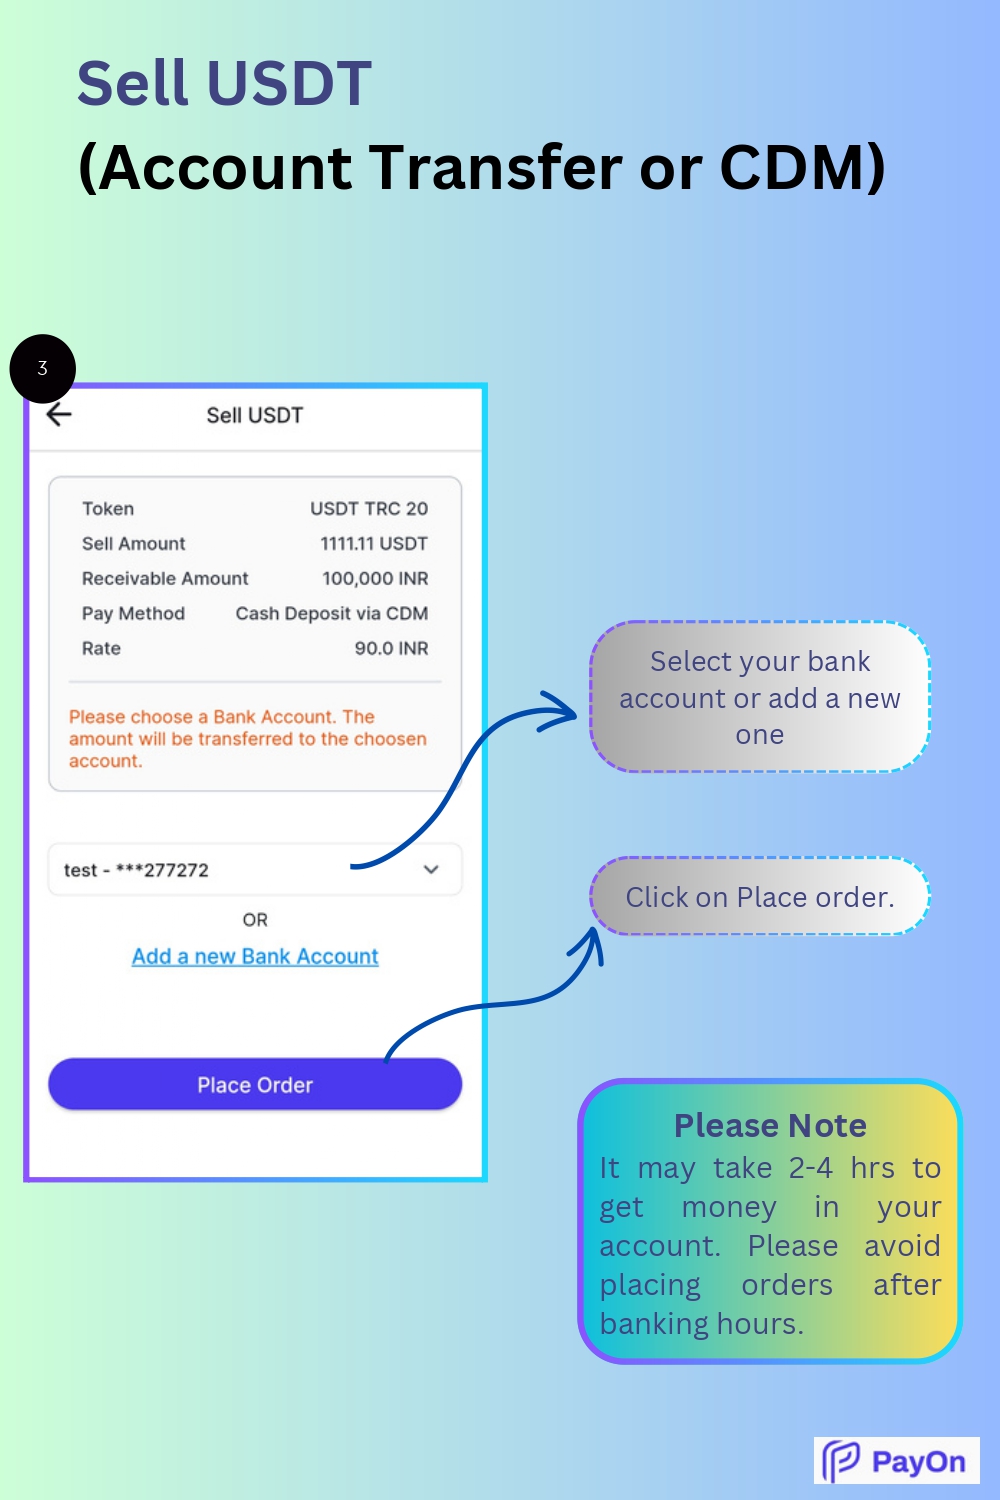 Sell USDT
(Account Transfer or CDM)
3
Sell USDT
Token USDT TRC 20
Sell Amount 1111.11 USDT
Receivable Amount 100,000 INR
Pay Method Cash Deposit via CDM
Rate 90.0 INR
Please choose a Bank Account. The
amount will be transferred to the choosen
account.
test - ***277272
OR
Add a new Bank Account
Place Order
Select your bank
account or add a new
one
Click on Place order.
Please Note
It may take 2-4 hrs to
get money in your
account. Please avoid
placing orders after
banking hours.
PayOn